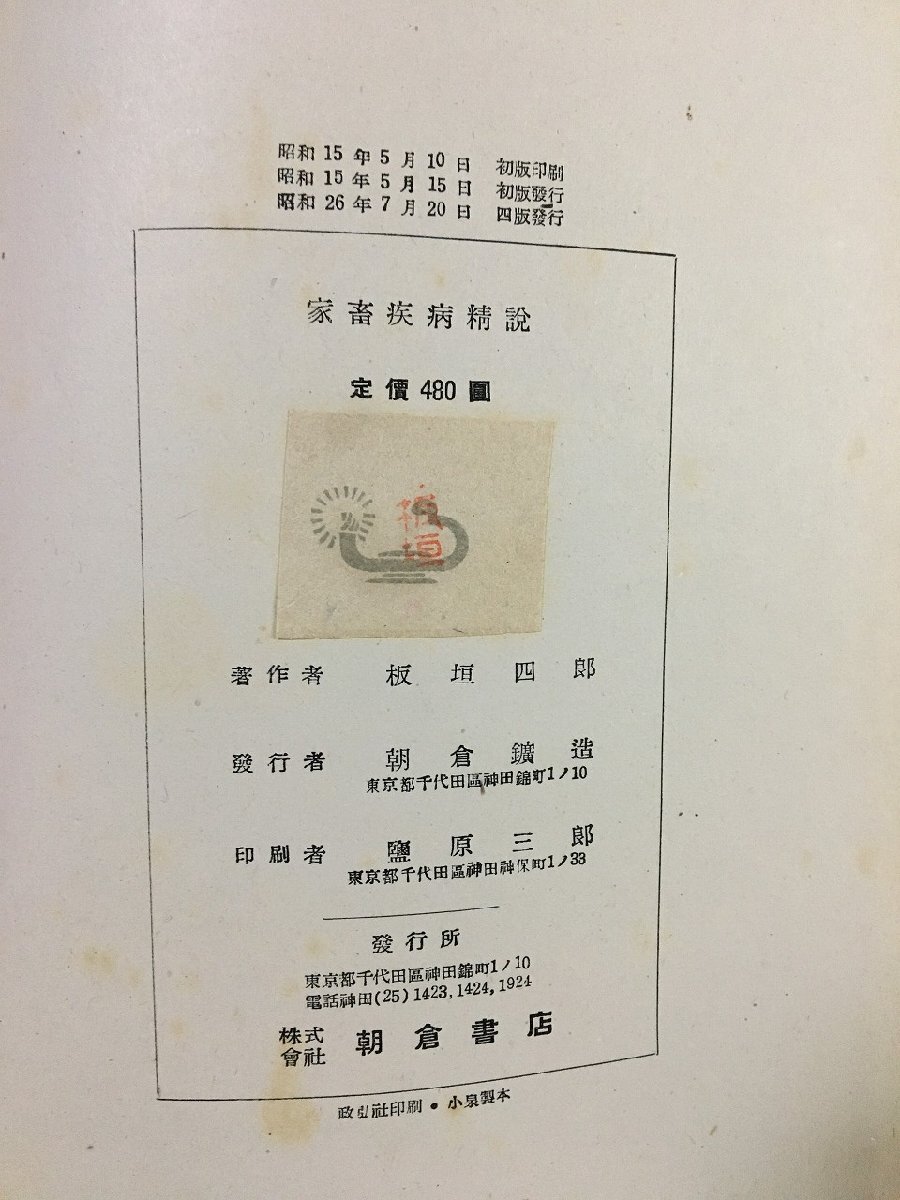 昭和 15 年 5 月 10 日 初版印刷
昭和 15 年 5 月 15 日 初版發行
昭和 26 年 7 月 20 日 四版發行
家畜疾病精說
定價 480 圓
板垣
著作者 板垣四郎
發行者 朝倉鑛造
東京都千代田區神田錦町1ノ10
印刷者 鹽原三郎
東京都千代田區神田神保町1ノ33
發行所
東京都千代田區神田錦町1ノ10
電話神田(25)1423,1424,1924
株式會社 朝倉書店
政弘社印刷・小泉製本